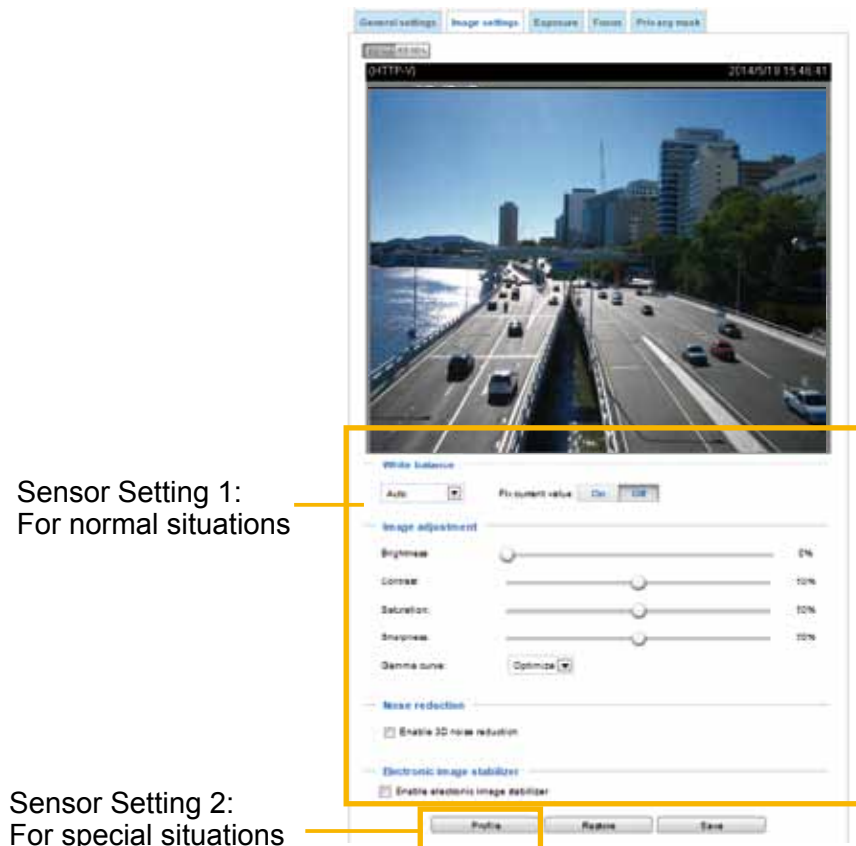 General settings Image settings Exposure Focus Privacy mask
(HTTP-V) 2014/5/19 15:46:41
White balance
Auto Fix current value: On Off
Image adjustment
Brightness: 0%
Contrast: 50%
Saturation: 50%
Sharpness: 50%
Gamma curve: Optimize
Noise reduction
Enable 3D noise reduction
Electronic image stabilizer
Enable electronic image stabilizer
Profile Restore Save
Sensor Setting 1:
For normal situations
Sensor Setting 2:
For special situations